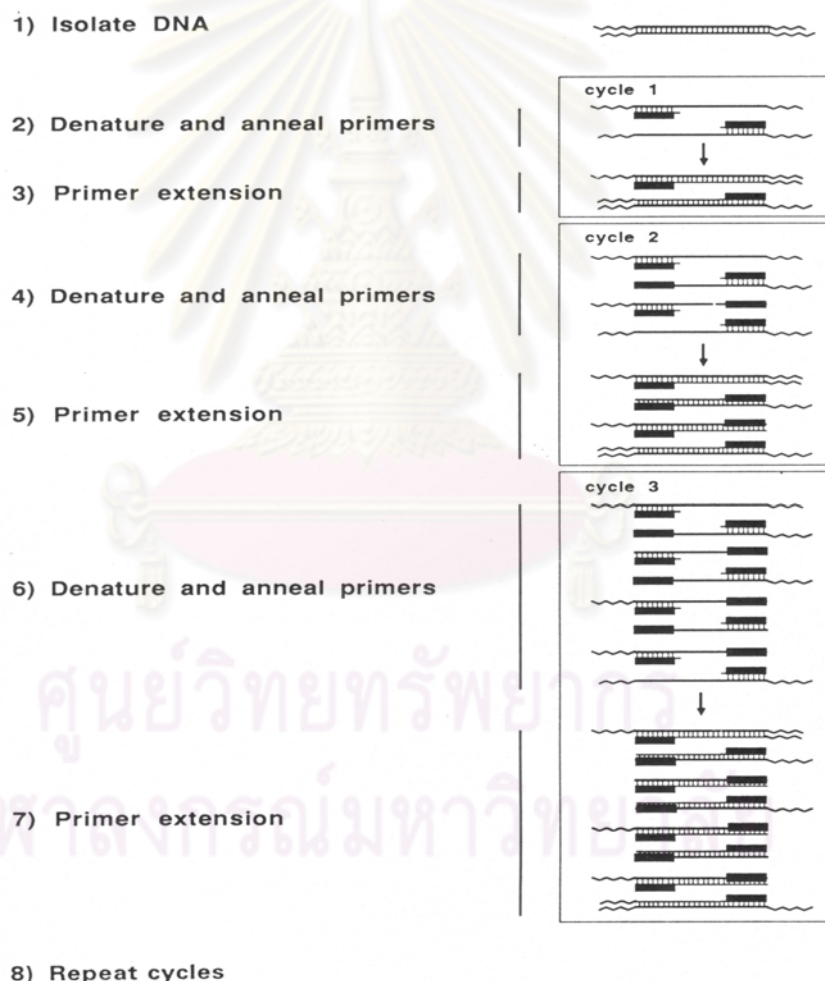 1) Isolate DNA
cycle 1
2) Denature and anneal primers
3) Primer extension
cycle 2
4) Denature and anneal primers
5) Primer extension
cycle 3
6) Denature and anneal primers
ศูนย์วิทยทรัพยากร
7) Primer extension
8) Repeat cycles